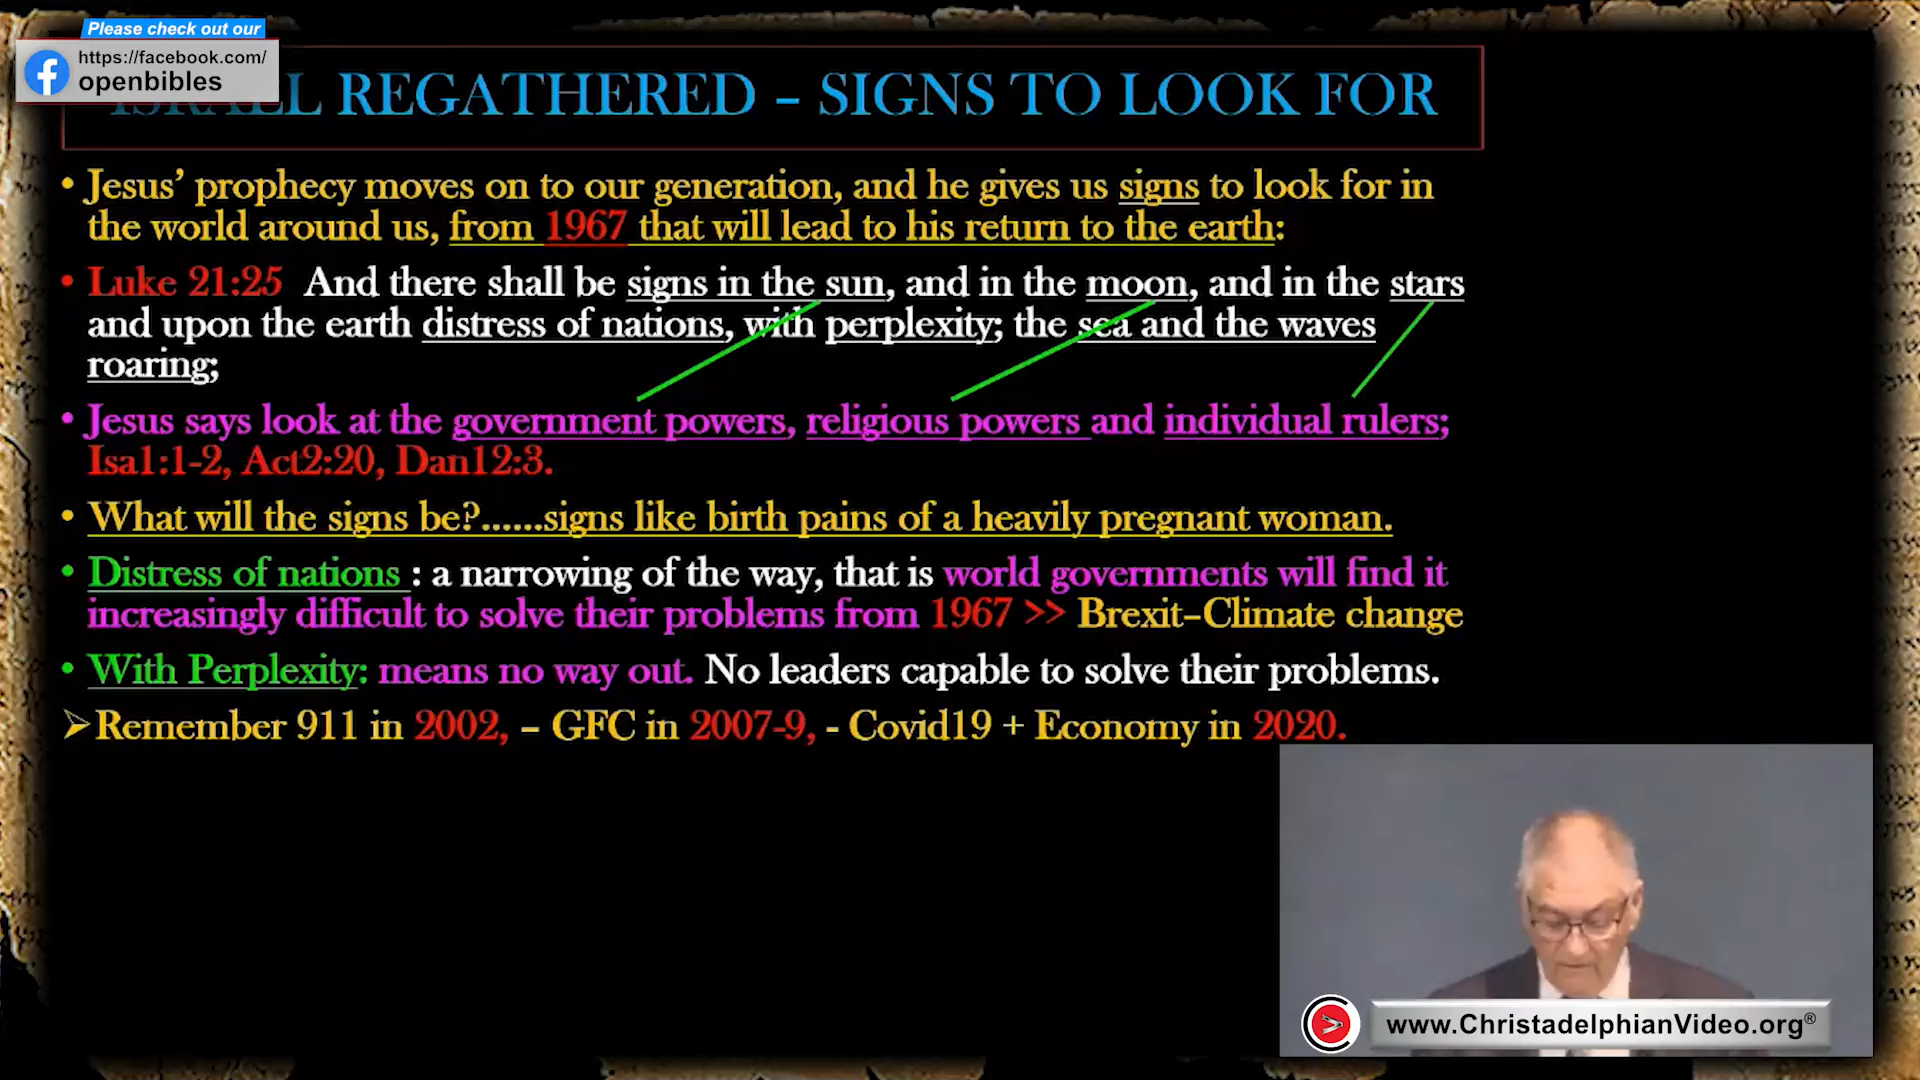 Please check out our
https://facebook.com/
openbibles
ISRAEL REGATHERED – SIGNS TO LOOK FOR
• Jesus’ prophecy moves on to our generation, and he gives us signs to look for in
the world around us, from 1967 that will lead to his return to the earth:
• Luke 21:25 And there shall be signs in the sun, and in the moon, and in the stars
and upon the earth distress of nations, with perplexity; the sea and the waves
roaring;
• Jesus says look at the government powers, religious powers and individual rulers;
Isa1:1-2, Act2:20, Dan12:3.
• What will the signs be?......signs like birth pains of a heavily pregnant woman.
• Distress of nations : a narrowing of the way, that is world governments will find it
increasingly difficult to solve their problems from 1967 >> Brexit–Climate change
• With Perplexity: means no way out. No leaders capable to solve their problems.
➢Remember 911 in 2002, – GFC in 2007-9, - Covid19 + Economy in 2020.
www.ChristadelphianVideo.org®